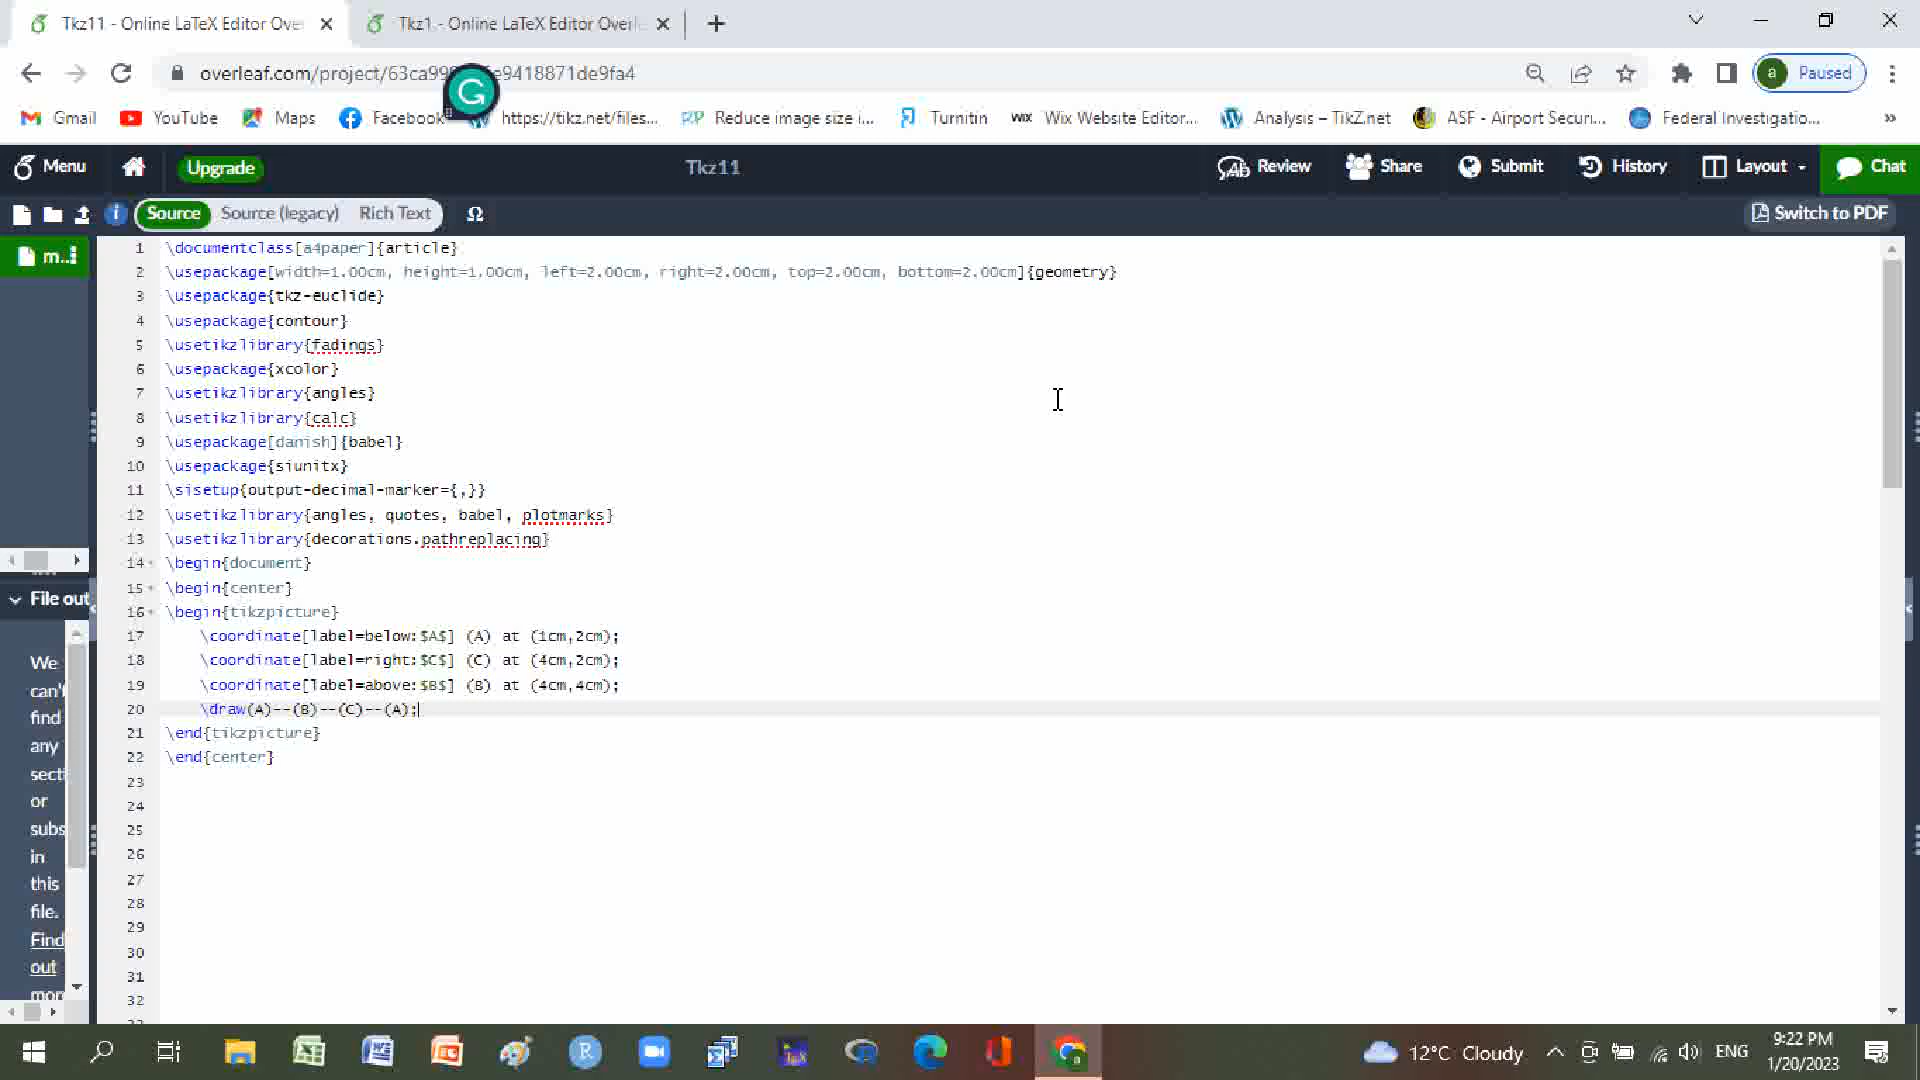 Tkz11 - Online LaTeX Editor Over
Tkz1 - Online LaTeX Editor Overl
overleaf.com/project/63ca99 e9418871de9fa4
a Paused
Gmail YouTube Maps Facebook https://tikz.net/files... Reduce image size i... Turnitin WIX Wix Website Editor... Analysis – TikZ.net ASF - Airport Securi... Federal Investigatio... »
Menu Upgrade Tkz11 Review Share Submit History Layout Chat
Source Source (legacy) Rich Text Ω Switch to PDF
m...
1 \documentclass[a4paper]{article}
2 \usepackage[width=1.00cm, height=1.00cm, left=2.00cm, right=2.00cm, top=2.00cm, bottom=2.00cm]{geometry}
3 \usepackage{tkz-euclide}
4 \usepackage{contour}
5 \usetikzlibrary{fadings}
6 \usepackage{xcolor}
7 \usetikzlibrary{angles}
8 \usetikzlibrary{calc}
9 \usepackage[danish]{babel}
10 \usepackage{siunitx}
11 \sisetup{output-decimal-marker={,}}
12 \usetikzlibrary{angles, quotes, babel, plotmarks}
13 \usetikzlibrary{decorations.pathreplacing}
14 \begin{document}
15 \begin{center}
16 \begin{tikzpicture}
17 \coordinate[label=below:$A$] (A) at (1cm,2cm);
18 \coordinate[label=right:$C$] (C) at (4cm,2cm);
19 \coordinate[label=above:$B$] (B) at (4cm,4cm);
20 \draw(A)--(B)--(C)--(A);
21 \end{tikzpicture}
22 \end{center}
23
24
25
26
27
28
29
30
31
32
File out
We
can't
find
any
secti
or
subs
in
this
file.
Find
out
more
12°C Cloudy
ENG
9:22 PM
1/20/2023